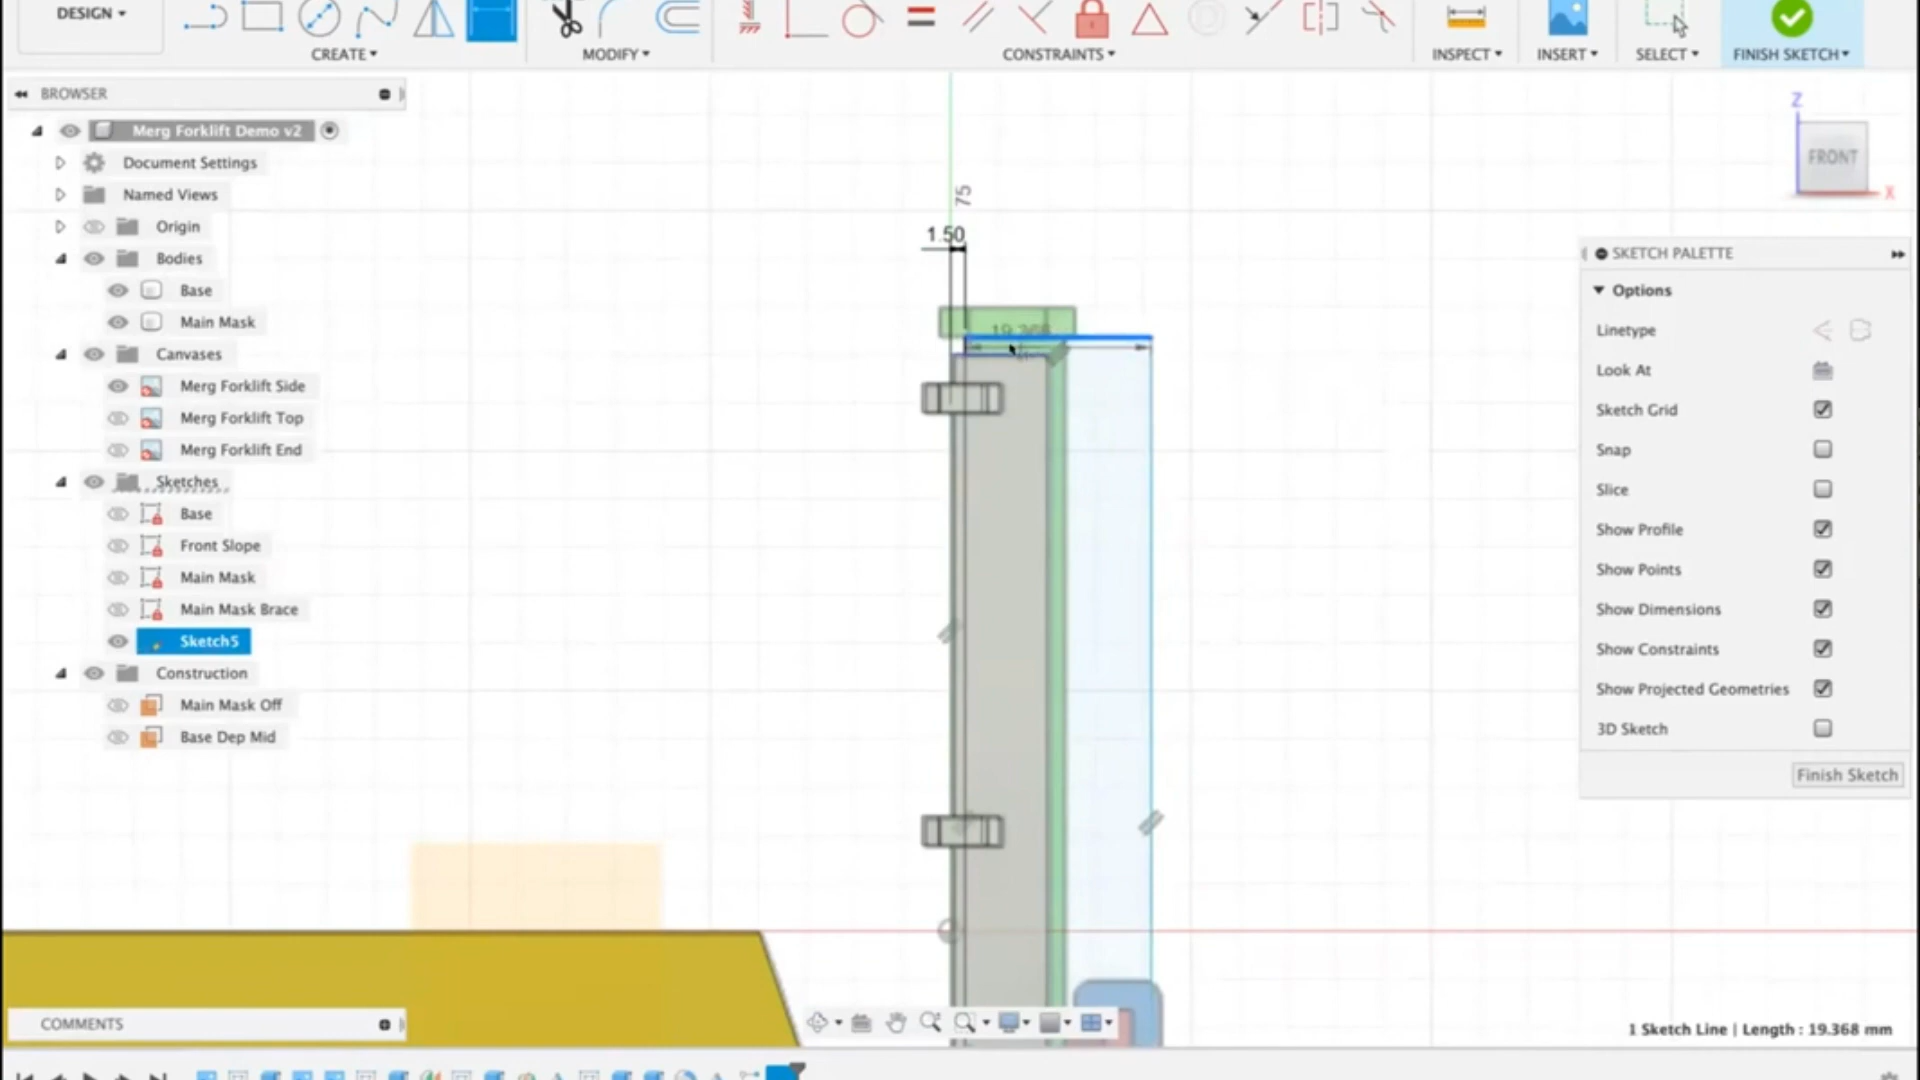 DESIGN
CREATE
MODIFY
CONSTRAINTS
INSPECT
INSERT
SELECT
FINISH SKETCH
BROWSER
Merg Forklift Demo v2
Document Settings
Named Views
Origin
Bodies
Base
Main Mask
Canvases
Merg Forklift Side
Merg Forklift Top
Merg Forklift End
Sketches
Base
Front Slope
Main Mask
Main Mask Brace
Sketch5
Construction
Main Mask Off
Base Dep Mid
COMMENTS
75
1.50
19.368
Z
FRONT
X
SKETCH PALETTE
Options
Linetype
Look At
Sketch Grid
Snap
Slice
Show Profile
Show Points
Show Dimensions
Show Constraints
Show Projected Geometries
3D Sketch
Finish Sketch
1 Sketch Line | Length : 19.368 mm